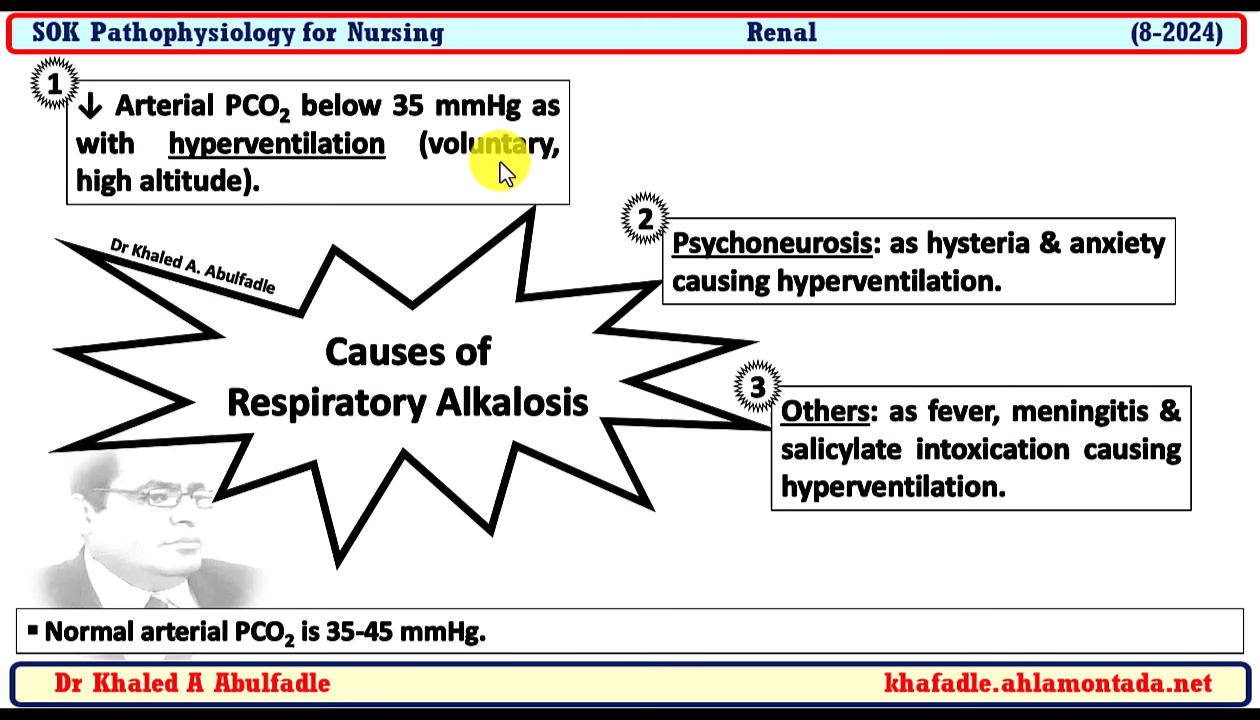 SOK Pathophysiology for Nursing Renal (8-2024)
1
↓ Arterial PCO₂ below 35 mmHg as
with hyperventilation (voluntary,
high altitude).
2
Psychoneurosis: as hysteria & anxiety
causing hyperventilation.
Dr Khaled A. Abulfadle
Causes of
Respiratory Alkalosis
3
Others: as fever, meningitis &
salicylate intoxication causing
hyperventilation.
▪ Normal arterial PCO₂ is 35-45 mmHg.
Dr Khaled A Abulfadle khafadle.ahlamontada.net